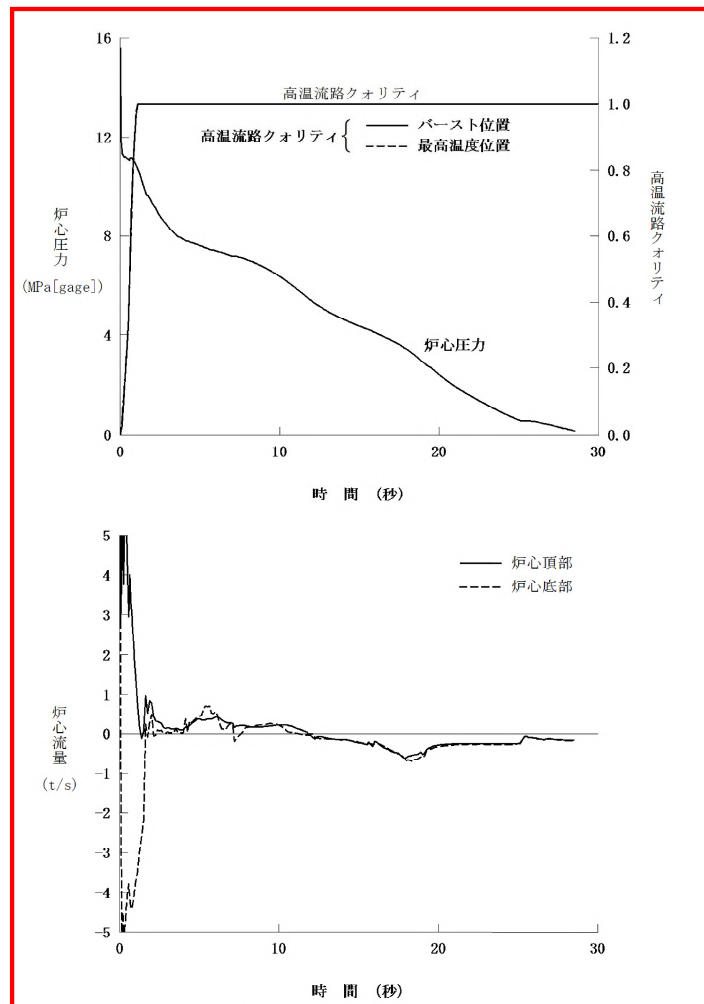 16
12
8
4
0
炉心圧力
(MPa[gage])
1.2
1.0
0.8
0.6
0.4
0.2
0.0
高温流路クォリティ
高温流路クォリティ
高温流路クォリティ
バースト位置
最高温度位置
炉心圧力
0 10 20 30
時 間 (秒)
5
4
3
2
1
0
-1
-2
-3
-4
-5
炉心流量
(t/s)
炉心頂部
炉心底部
0 10 20 30
時 間 (秒)